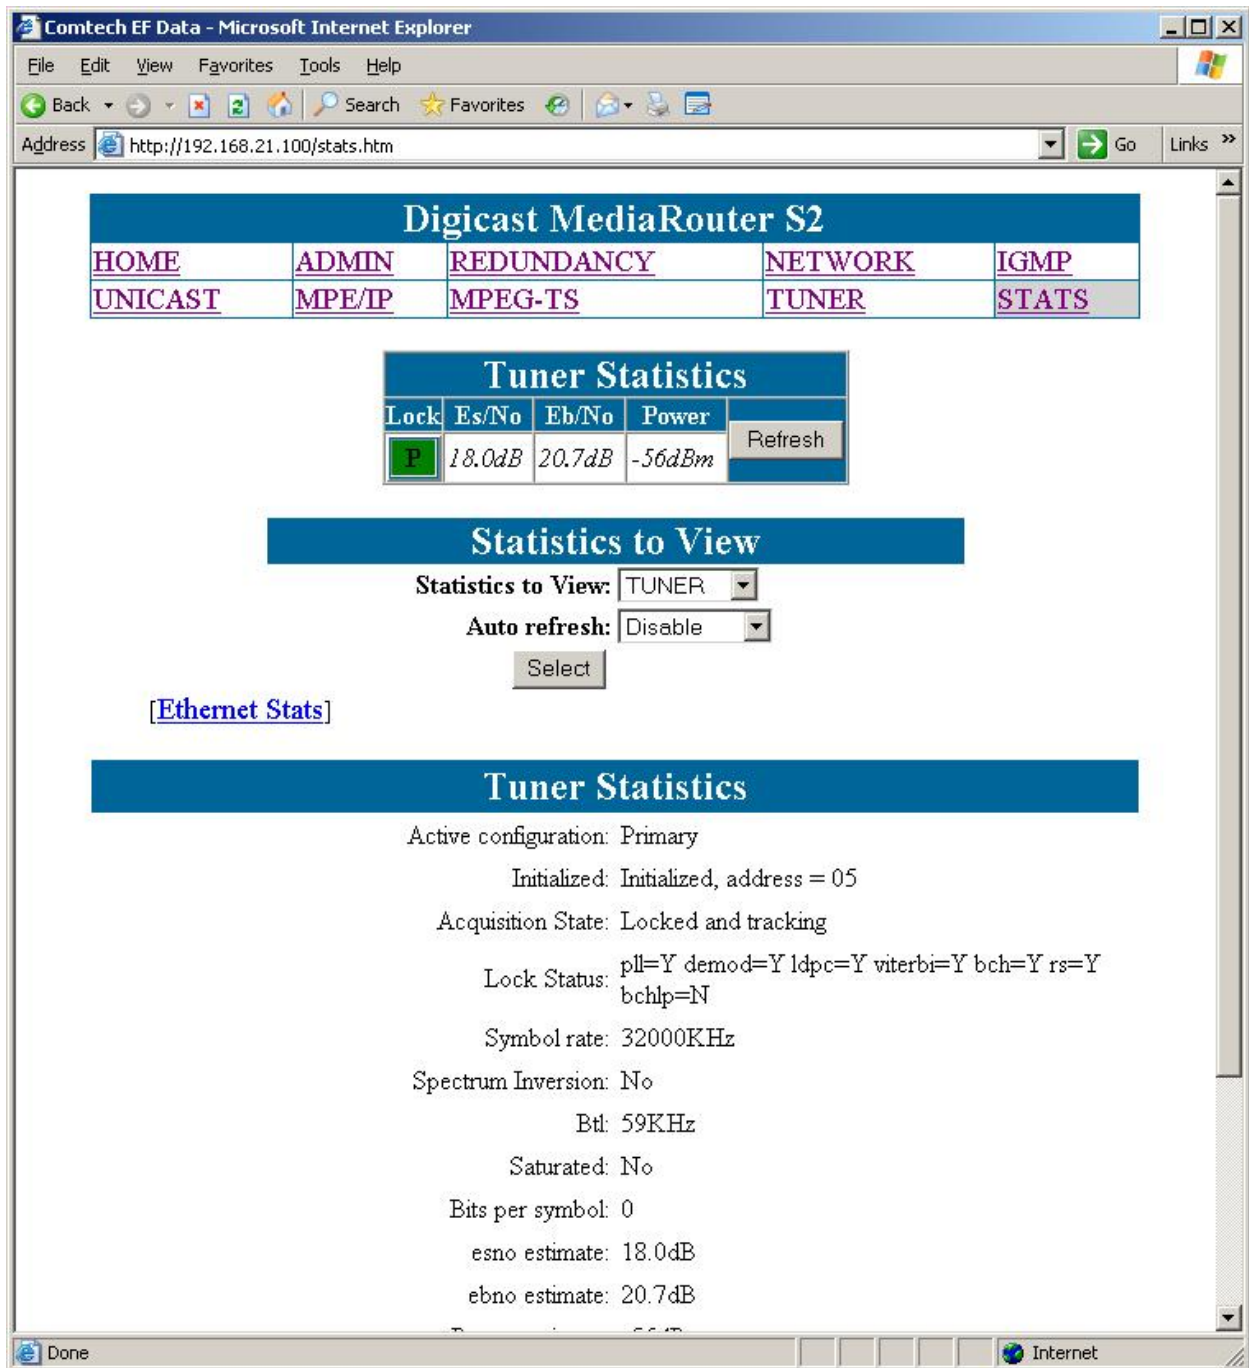 Comtech EF Data - Microsoft Internet Explorer
File Edit View Favorites Tools Help
Back Search Favorites
Address http://192.168.21.100/stats.htm Go Links »
Digicast MediaRouter S2
HOME ADMIN REDUNDANCY NETWORK IGMP
UNICAST MPE/IP MPEG-TS TUNER STATS
Tuner Statistics
Lock Es/No Eb/No Power Refresh
P 18.0dB 20.7dB -56dBm
Statistics to View
Statistics to View: TUNER
Auto refresh: Disable
Select
[Ethernet Stats]
Tuner Statistics
Active configuration: Primary
Initialized: Initialized, address = 05
Acquisition State: Locked and tracking
Lock Status: pll=Y demod=Y ldpc=Y viterbi=Y bch=Y rs=Y
bchlp=N
Symbol rate: 32000KHz
Spectrum Inversion: No
Btl: 59KHz
Saturated: No
Bits per symbol: 0
esno estimate: 18.0dB
ebno estimate: 20.7dB
Done Internet